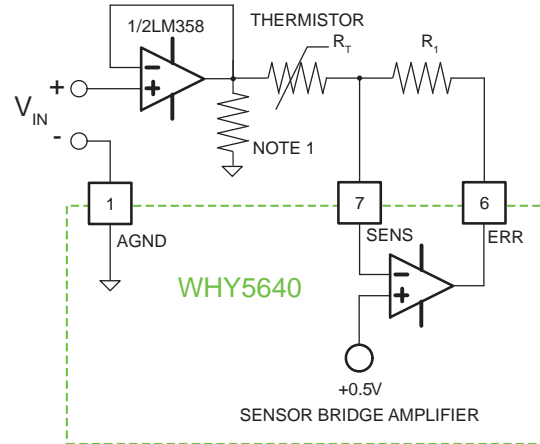 1/2LM358
THERMISTOR
R_T
R_1
+
-
V_IN
NOTE 1
1
AGND
7
SENS
6
ERR
WHY5640
+0.5V
SENSOR BRIDGE AMPLIFIER